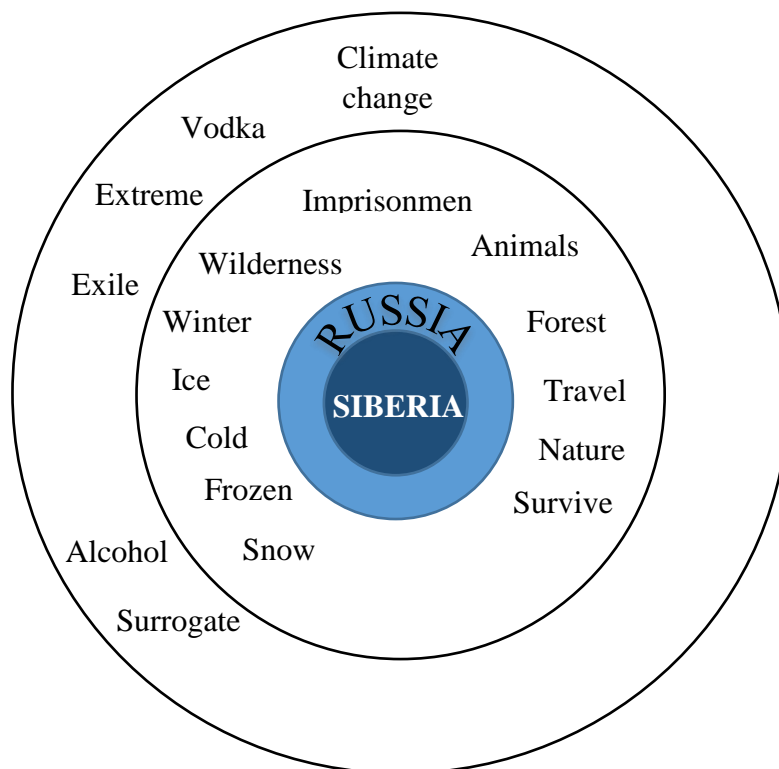 Climate
change
Vodka
Extreme
Imprisonmen
Animals
Wilderness
Exile
Winter
RUSSIA
Forest
Ice
Travel
SIBERIA
Cold
Nature
Frozen
Survive
Alcohol
Snow
Surrogate